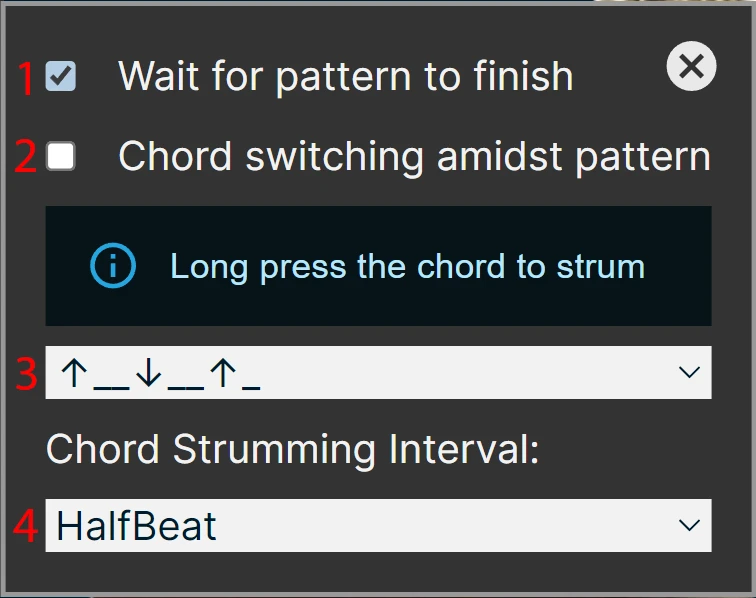 1 Wait for pattern to finish
2 Chord switching amidst pattern
Long press the chord to strum
3 ↑__↓__↑_
Chord Strumming Interval:
4 HalfBeat